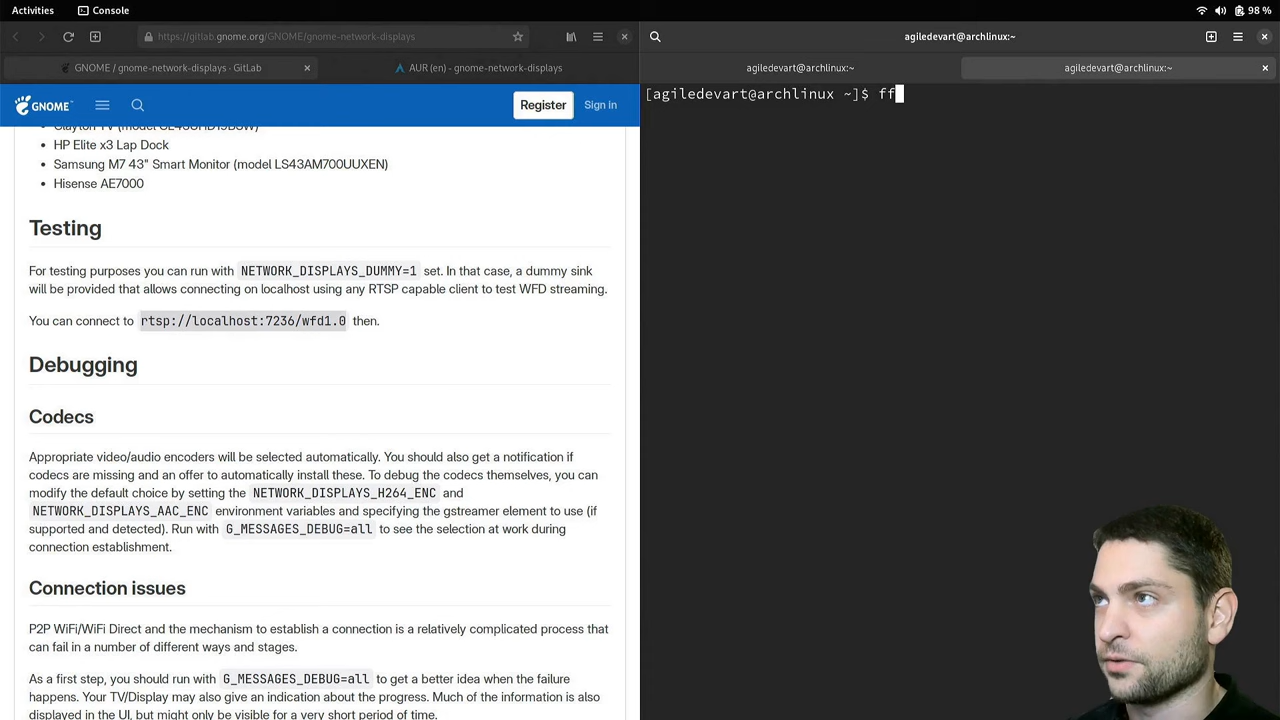 Activities
Console
98 %
https://gitlab.gnome.org/GNOME/gnome-network-displays
agiledevart@archlinux:~
GNOME / gnome-network-displays · GitLab
AUR (en) - gnome-network-displays
agiledevart@archlinux:~
agiledevart@archlinux:~
GNOME™
Register
Sign in
[agiledevart@archlinux ~]$ ff
• HP Elite x3 Lap Dock
• Samsung M7 43" Smart Monitor (model LS43AM700UUXEN)
• Hisense AE7000
Testing
For testing purposes you can run with NETWORK_DISPLAYS_DUMMY=1 set. In that case, a dummy sink
will be provided that allows connecting on localhost using any RTSP capable client to test WFD streaming.
You can connect to rtsp://localhost:7236/wfd1.0 then.
Debugging
Codecs
Appropriate video/audio encoders will be selected automatically. You should also get a notification if
codecs are missing and an offer to automatically install these. To debug the codecs themselves, you can
modify the default choice by setting the NETWORK_DISPLAYS_H264_ENC and
NETWORK_DISPLAYS_AAC_ENC environment variables and specifying the gstreamer element to use (if
supported and detected). Run with G_MESSAGES_DEBUG=all to see the selection at work during
connection establishment.
Connection issues
P2P WiFi/WiFi Direct and the mechanism to establish a connection is a relatively complicated process that
can fail in a number of different ways and stages.
As a first step, you should run with G_MESSAGES_DEBUG=all to get a better idea when the failure
happens. Your TV/Display may also give an indication about the progress. Much of the information is also
displayed in the UI, but might only be visible for a very short period of time.